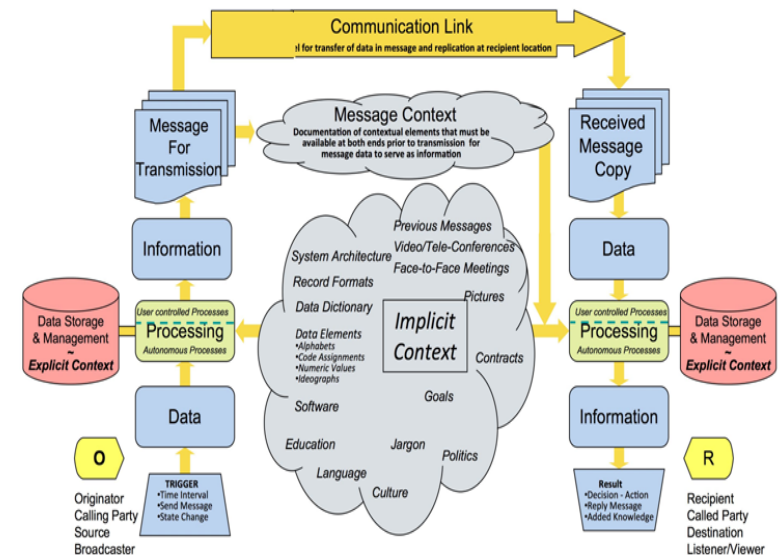 Communication Link
el for transfer of data in message and replication at recipient location
Message
For
Transmission
Message Context
Documentation of contextual elements that must be
available at both ends prior to transmission for
message data to serve as information
Received
Message
Copy
Information
Data
Data Storage
& Management
~
Explicit Context
User controlled Processes
Processing
Autonomous Processes
Data
O
Originator
Calling Party
Source
Broadcaster
TRIGGER
•Time Interval
•Send Message
•State Change
Previous Messages
Video/Tele-Conferences
Face-to-Face Meetings
Pictures
System Architecture
Record Formats
Data Dictionary
Data Elements
•Alphabets
•Code Assignments
•Numeric Values
•Ideographs
Implicit
Context
Contracts
Software
Goals
Education
Jargon
Politics
Language
Culture
User controlled Processes
Processing
Autonomous Processes
Data Storage
& Management
~
Explicit Context
Information
Result
•Decision - Action
•Reply Message
•Added Knowledge
R
Recipient
Called Party
Destination
Listener/Viewer